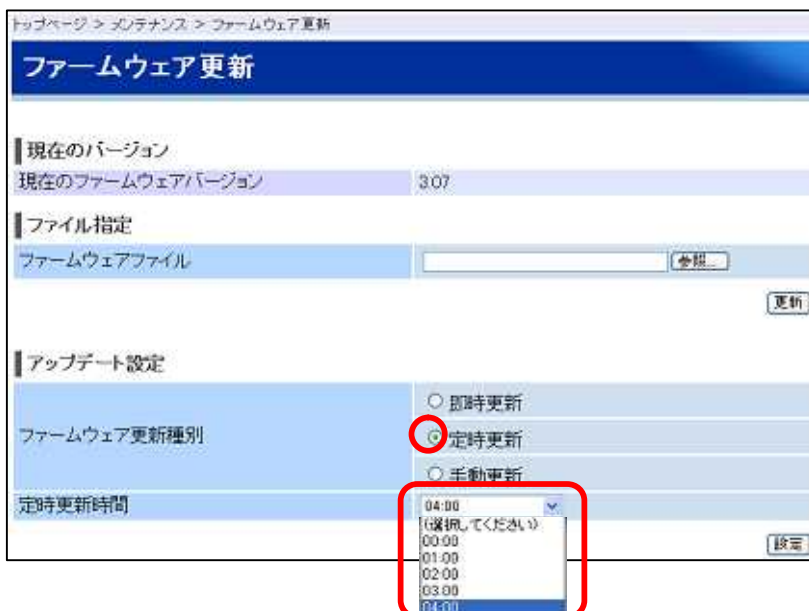 トップページ > メンテナンス > ファームウェア更新
ファームウェア更新
現在のバージョン
現在のファームウェアバージョン 3.07
ファイル指定
ファームウェアファイル 参照...
更新
アップデート設定
ファームウェア更新種別
即時更新
定時更新
手動更新
定時更新時間 04:00
(選択してください)
00:00
設定
01:00
02:00
03:00
04:00